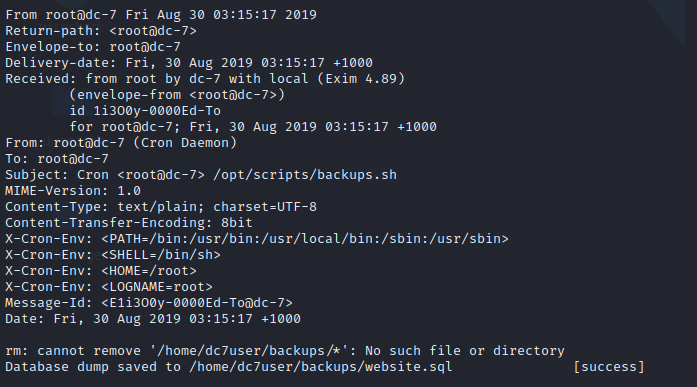 From root@dc-7 Fri Aug 30 03:15:17 2019
Return-path: <root@dc-7>
Envelope-to: root@dc-7
Delivery-date: Fri, 30 Aug 2019 03:15:17 +1000
Received: from root by dc-7 with local (Exim 4.89)
        (envelope-from <root@dc-7>)
        id 1i3O0y-0000Ed-To
        for root@dc-7; Fri, 30 Aug 2019 03:15:17 +1000
From: root@dc-7 (Cron Daemon)
To: root@dc-7
Subject: Cron <root@dc-7> /opt/scripts/backups.sh
MIME-Version: 1.0
Content-Type: text/plain; charset=UTF-8
Content-Transfer-Encoding: 8bit
X-Cron-Env: <PATH=/bin:/usr/bin:/usr/local/bin:/sbin:/usr/sbin>
X-Cron-Env: <SHELL=/bin/sh>
X-Cron-Env: <HOME=/root>
X-Cron-Env: <LOGNAME=root>
Message-Id: <E1i3O0y-0000Ed-To@dc-7>
Date: Fri, 30 Aug 2019 03:15:17 +1000

rm: cannot remove '/home/dc7user/backups/*': No such file or directory
Database dump saved to /home/dc7user/backups/website.sql               [success]